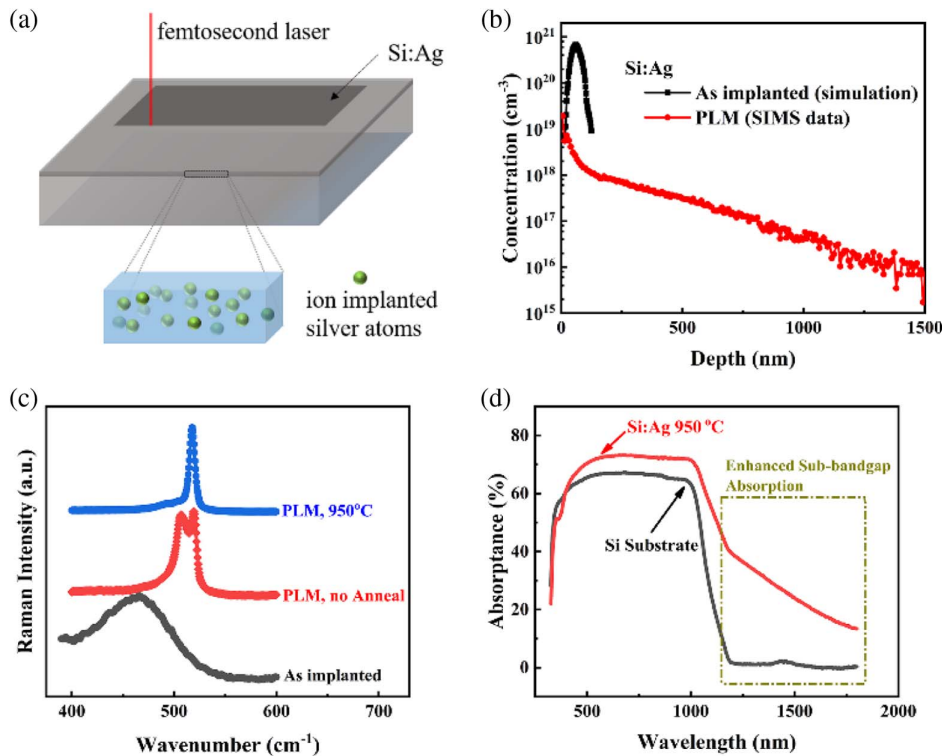 (a)
femtosecond laser
Si:Ag
ion implanted
silver atoms
(b)
10²¹
10²⁰
10¹⁹
10¹⁸
10¹⁷
10¹⁶
10¹⁵
Concentration (cm⁻³)
Si:Ag
As implanted (simulation)
PLM (SIMS data)
0 500 1000 1500
Depth (nm)
(c)
Raman Intensity (a.u.)
PLM, 950°C
PLM, no Anneal
As implanted
400 500 600 700
Wavenumber (cm⁻¹)
(d)
80
60
40
20
0
Absorptance (%)
Si:Ag 950 °C
Enhanced Sub-bandgap
Absorption
Si Substrate
500 1000 1500 2000
Wavelength (nm)